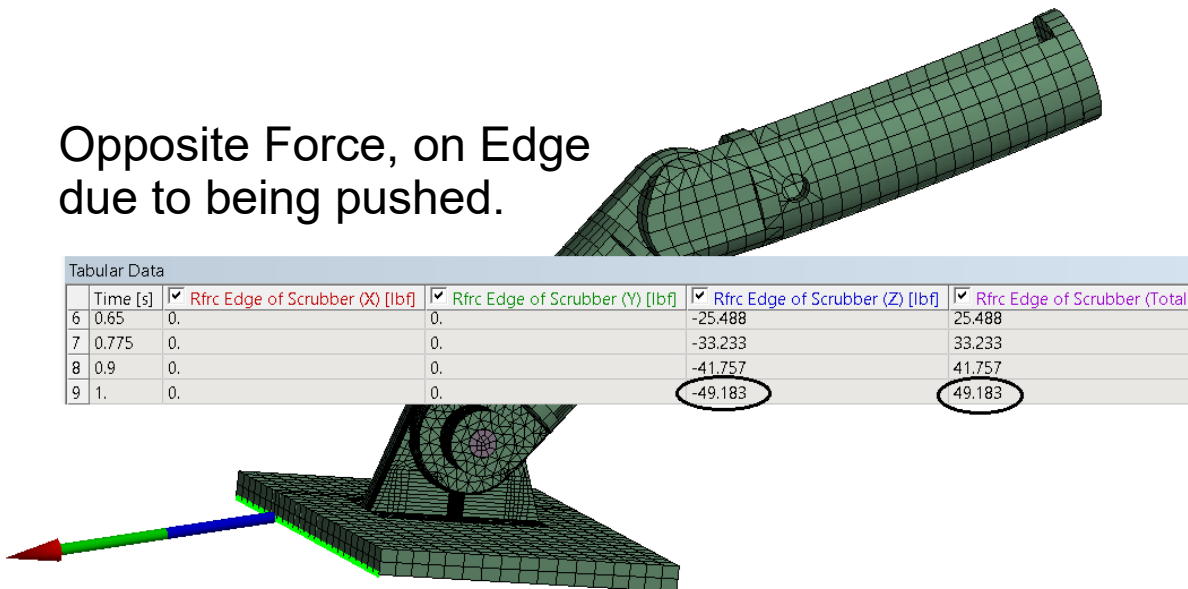 Opposite Force, on Edge
due to being pushed.
Tabular Data
Time [s] Rfrc Edge of Scrubber (X) [lbf] Rfrc Edge of Scrubber (Y) [lbf] Rfrc Edge of Scrubber (Z) [lbf] Rfrc Edge of Scrubber (Total
6 0.65 0. 0. -25.488 25.488
7 0.775 0. 0. -33.233 33.233
8 0.9 0. 0. -41.757 41.757
9 1. 0. 0. -49.183 49.183